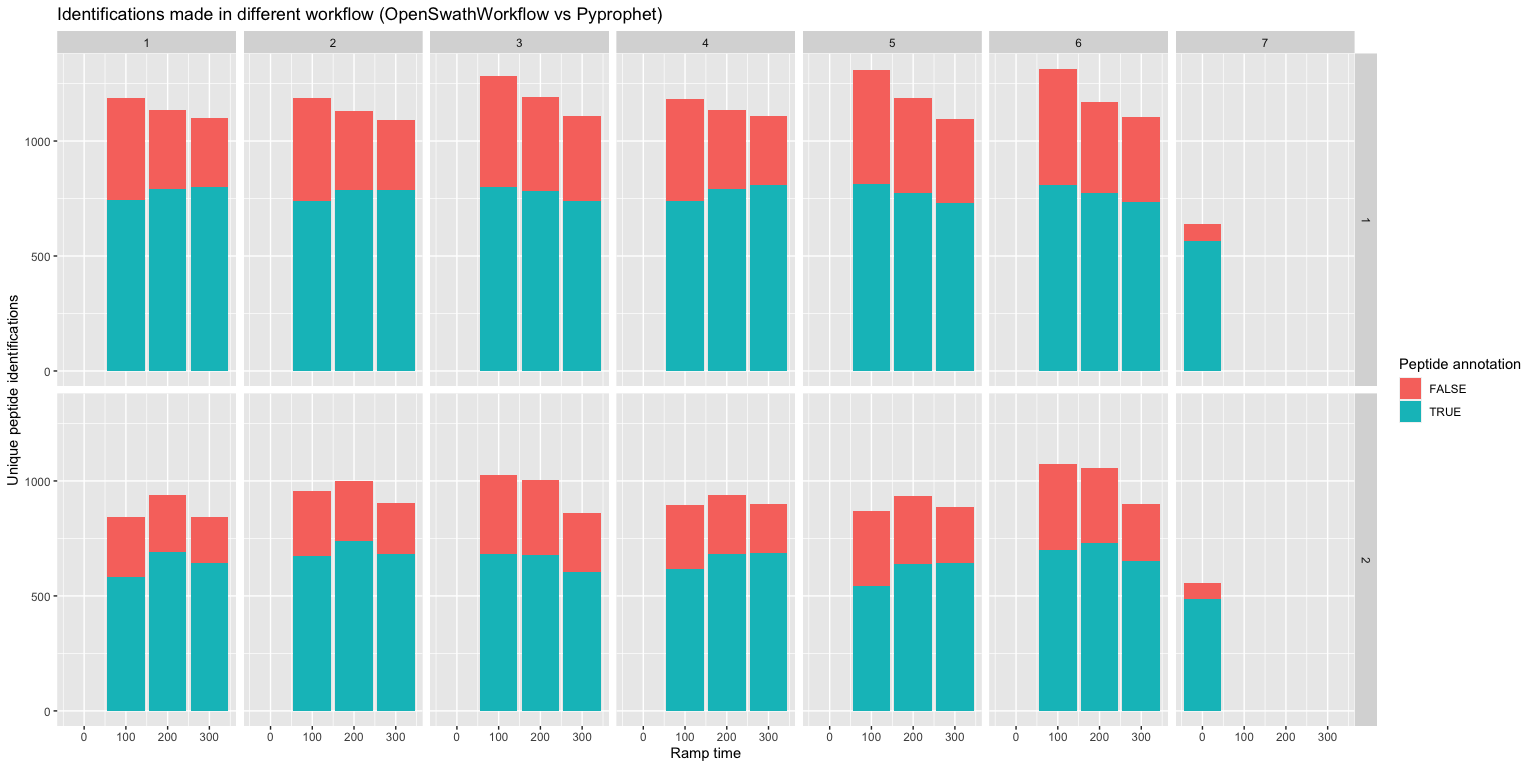 Identifications made in different workflow (OpenSwathWorkflow vs Pyprophet)
1 2 3 4 5 6 7
1000
500
0
1
Unique peptide identifications
1000
500
0
2
0 100 200 300 0 100 200 300 0 100 200 300 0 100 200 300 0 100 200 300 0 100 200 300 0 100 200 300
Ramp time
Peptide annotation
FALSE
TRUE